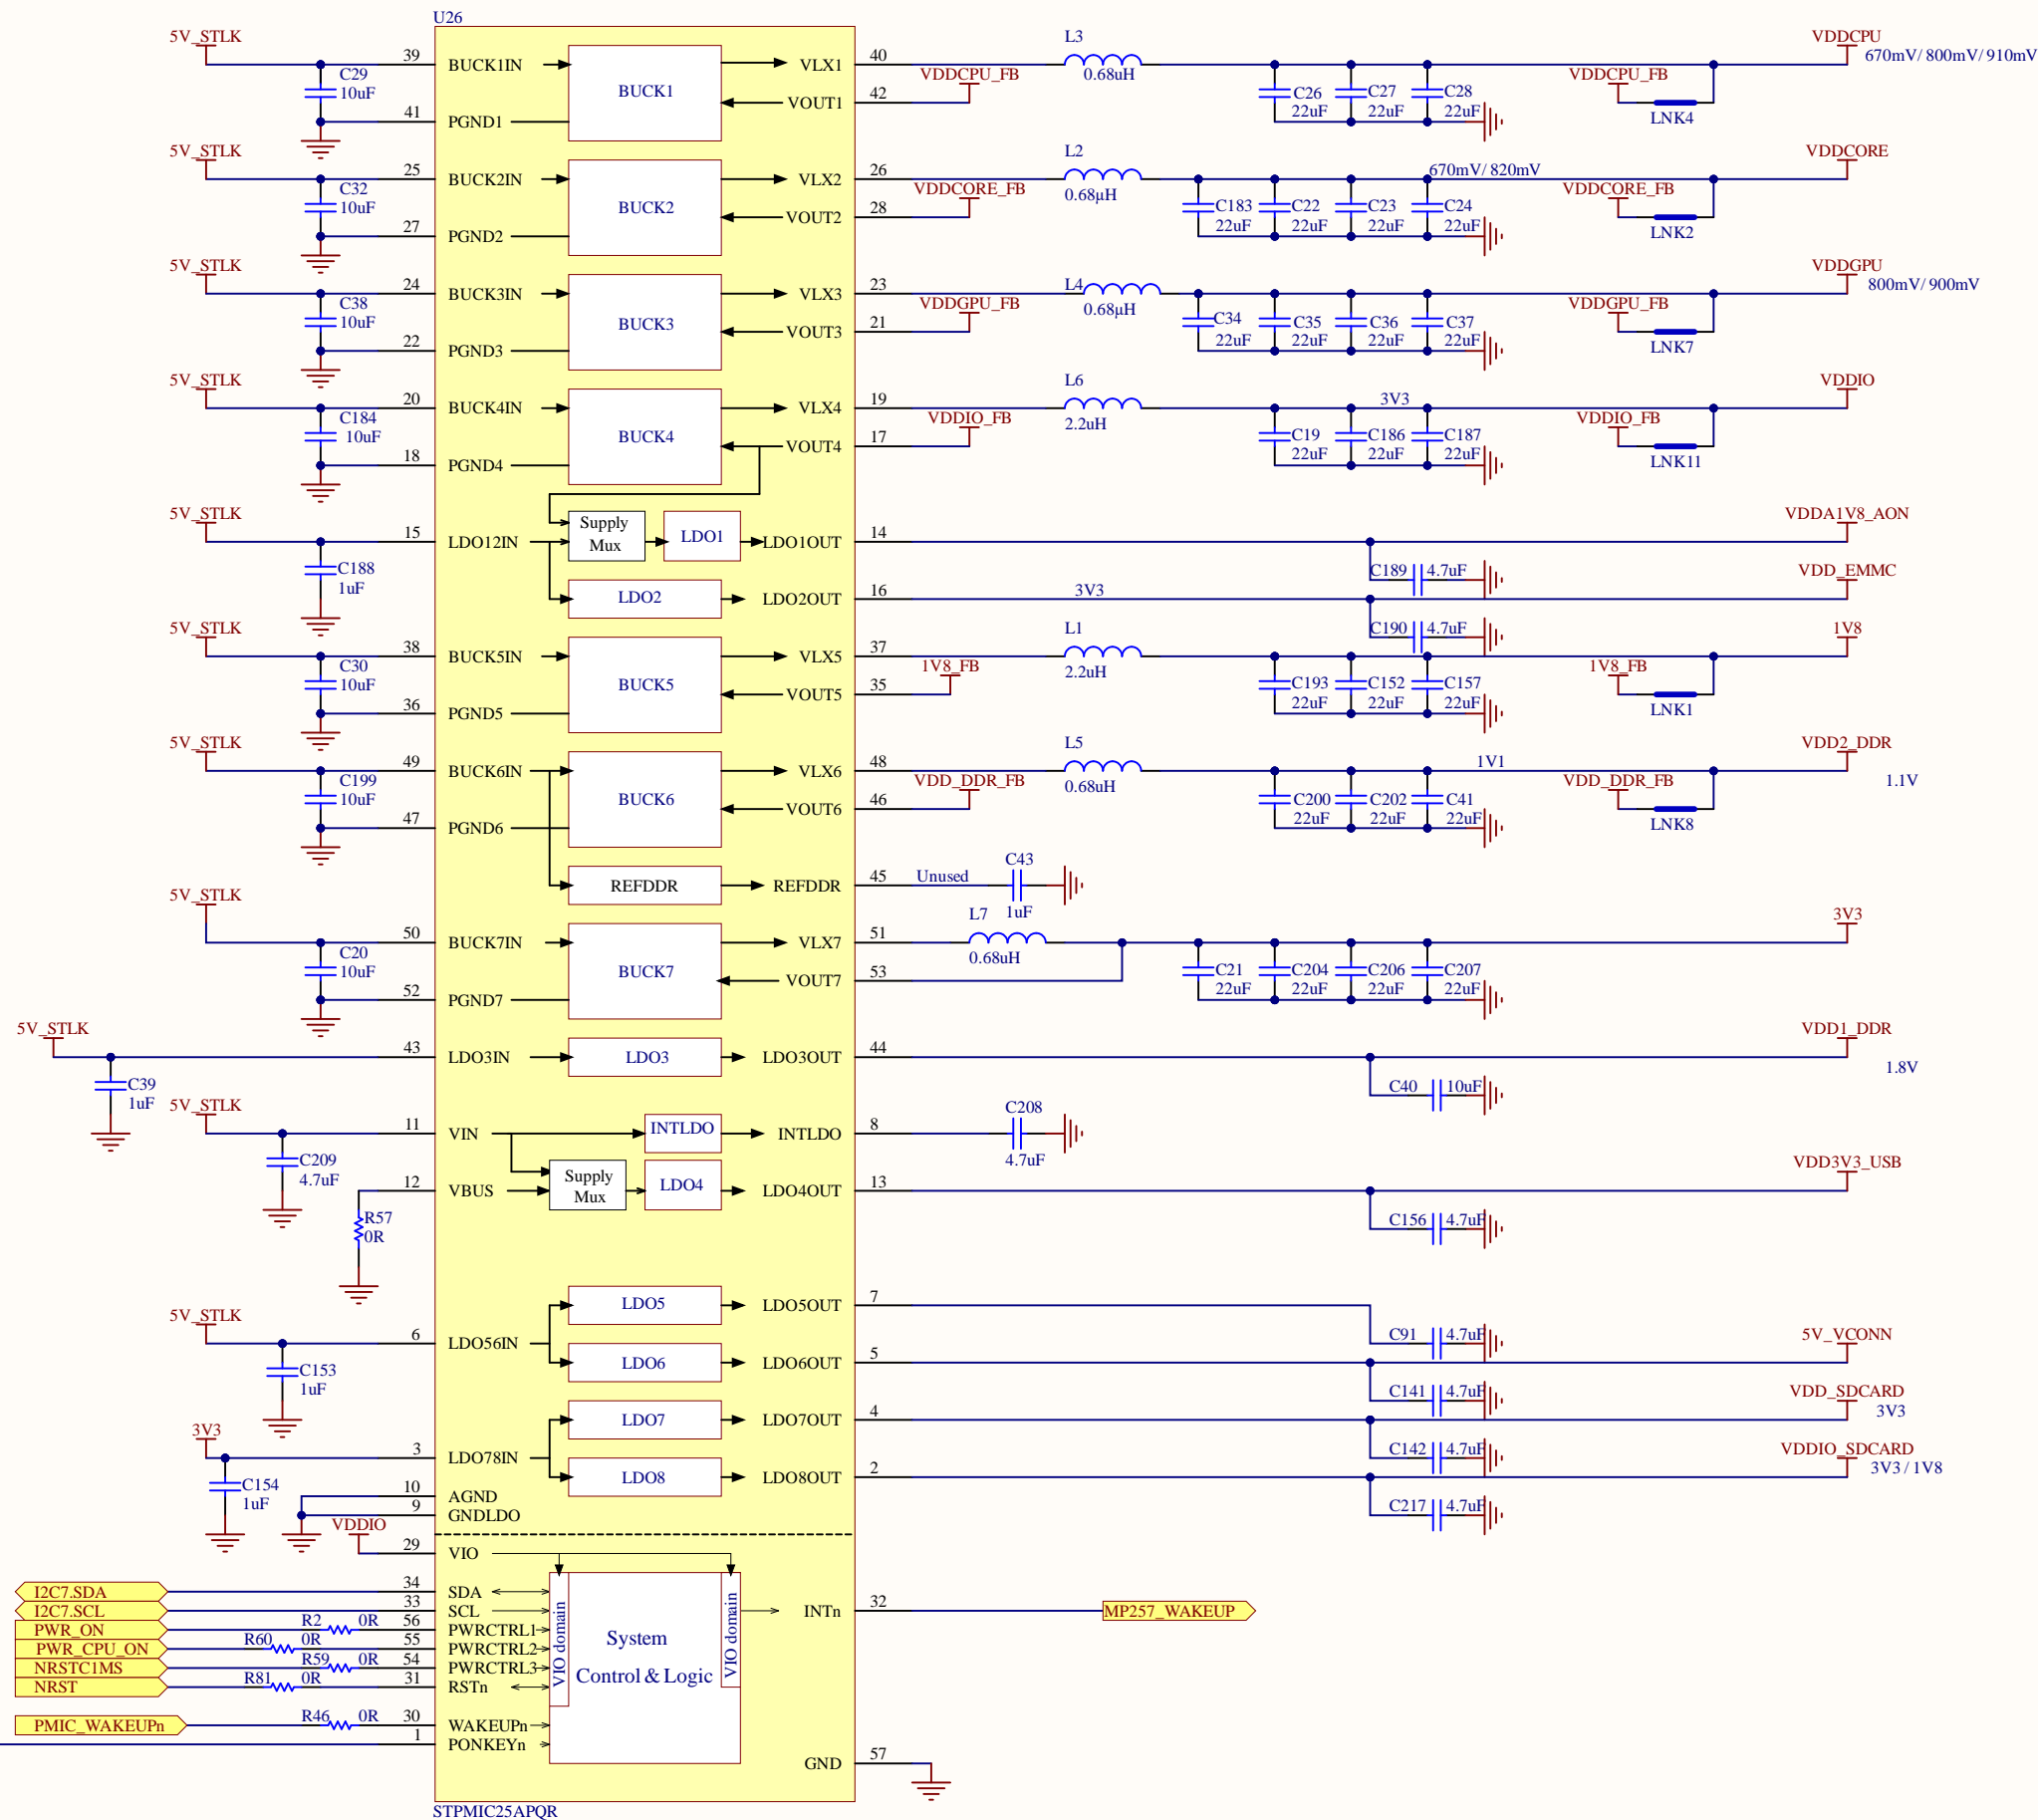 U26
5V_STLK
C29
10uF
39
BUCK1IN
41
PGND1
BUCK1
VLX1
40
VOUT1
42
VDDCPU_FB
L3
0.68uH
C26
22uF
C27
22uF
C28
22uF
VDDCPU_FB
LNK4
VDDCPU
670mV/ 800mV/ 910mV
5V_STLK
C32
10uF
25
BUCK2IN
27
PGND2
BUCK2
VLX2
26
VOUT2
28
VDDCORE_FB
L2
0.68µH
C183
22uF
C22
22uF
C23
22uF
C24
22uF
670mV/ 820mV
VDDCORE_FB
LNK2
VDDCORE
5V_STLK
C38
10uF
24
BUCK3IN
22
PGND3
BUCK3
VLX3
23
VOUT3
21
VDDGPU_FB
L4
0.68µH
C34
22uF
C35
22uF
C36
22uF
C37
22uF
VDDGPU_FB
LNK7
VDDGPU
800mV/ 900mV
5V_STLK
C184
10uF
20
BUCK4IN
18
PGND4
BUCK4
VLX4
19
VOUT4
17
VDDIO_FB
L6
2.2uH
C19
22uF
C186
22uF
C187
22uF
3V3
VDDIO_FB
LNK11
VDDIO
5V_STLK
C188
1uF
15
LDO12IN
Supply
Mux
LDO1
LDO1OUT
14
C189
4.7uF
VDDA1V8_AON
LDO2
LDO2OUT
16
3V3
C190
4.7uF
VDD_EMMC
5V_STLK
C30
10uF
38
BUCK5IN
36
PGND5
BUCK5
VLX5
37
VOUT5
35
1V8_FB
L1
2.2uH
C193
22uF
C152
22uF
C157
22uF
1V8_FB
LNK1
1V8
5V_STLK
C199
10uF
49
BUCK6IN
47
PGND6
BUCK6
VLX6
48
VOUT6
46
VDD_DDR_FB
L5
0.68uH
C200
22uF
C202
22uF
C41
22uF
1V1
VDD_DDR_FB
LNK8
VDD2_DDR
1.1V
REFDDR
REFDDR
45
Unused
C43
1uF
5V_STLK
C20
10uF
50
BUCK7IN
52
PGND7
BUCK7
VLX7
51
VOUT7
53
L7
0.68uH
C21
22uF
C204
22uF
C206
22uF
C207
22uF
3V3
5V_STLK
C39
1uF
43
LDO3IN
LDO3
LDO3OUT
44
C40
10uF
VDD1_DDR
1.8V
5V_STLK
C209
4.7uF
11
VIN
INTLDO
INTLDO
8
C208
4.7uF
12
VBUS
R57
0R
Supply
Mux
LDO4
LDO4OUT
13
C156
4.7uF
VDD3V3_USB
5V_STLK
C153
1uF
6
LDO56IN
LDO5
LDO5OUT
7
C91
4.7uF
LDO6
LDO6OUT
5
C141
4.7uF
5V_VCONN
3V3
C154
1uF
3
LDO78IN
LDO7
LDO7OUT
4
C142
4.7uF
VDD_SDCARD
3V3
LDO8
LDO8OUT
2
C217
4.7uF
VDDIO_SDCARD
3V3 / 1V8
10
AGND
9
GNDLDO
VDDIO
29
VIO
I2C7.SDA
34
SDA
I2C7.SCL
33
SCL
PWR_ON
R2
0R
56
PWRCTRL1
PWR_CPU_ON
R60
0R
55
PWRCTRL2
NRSTC1MS
R59
0R
54
PWRCTRL3
NRST
R81
0R
31
RSTn
PMIC_WAKEUPn
R46
0R
30
WAKEUPn
1
PONKEYn
VIO domain
System
Control & Logic
VIO domain
INTn
32
MP257_WAKEUP
GND
57
STPMIC25APQR